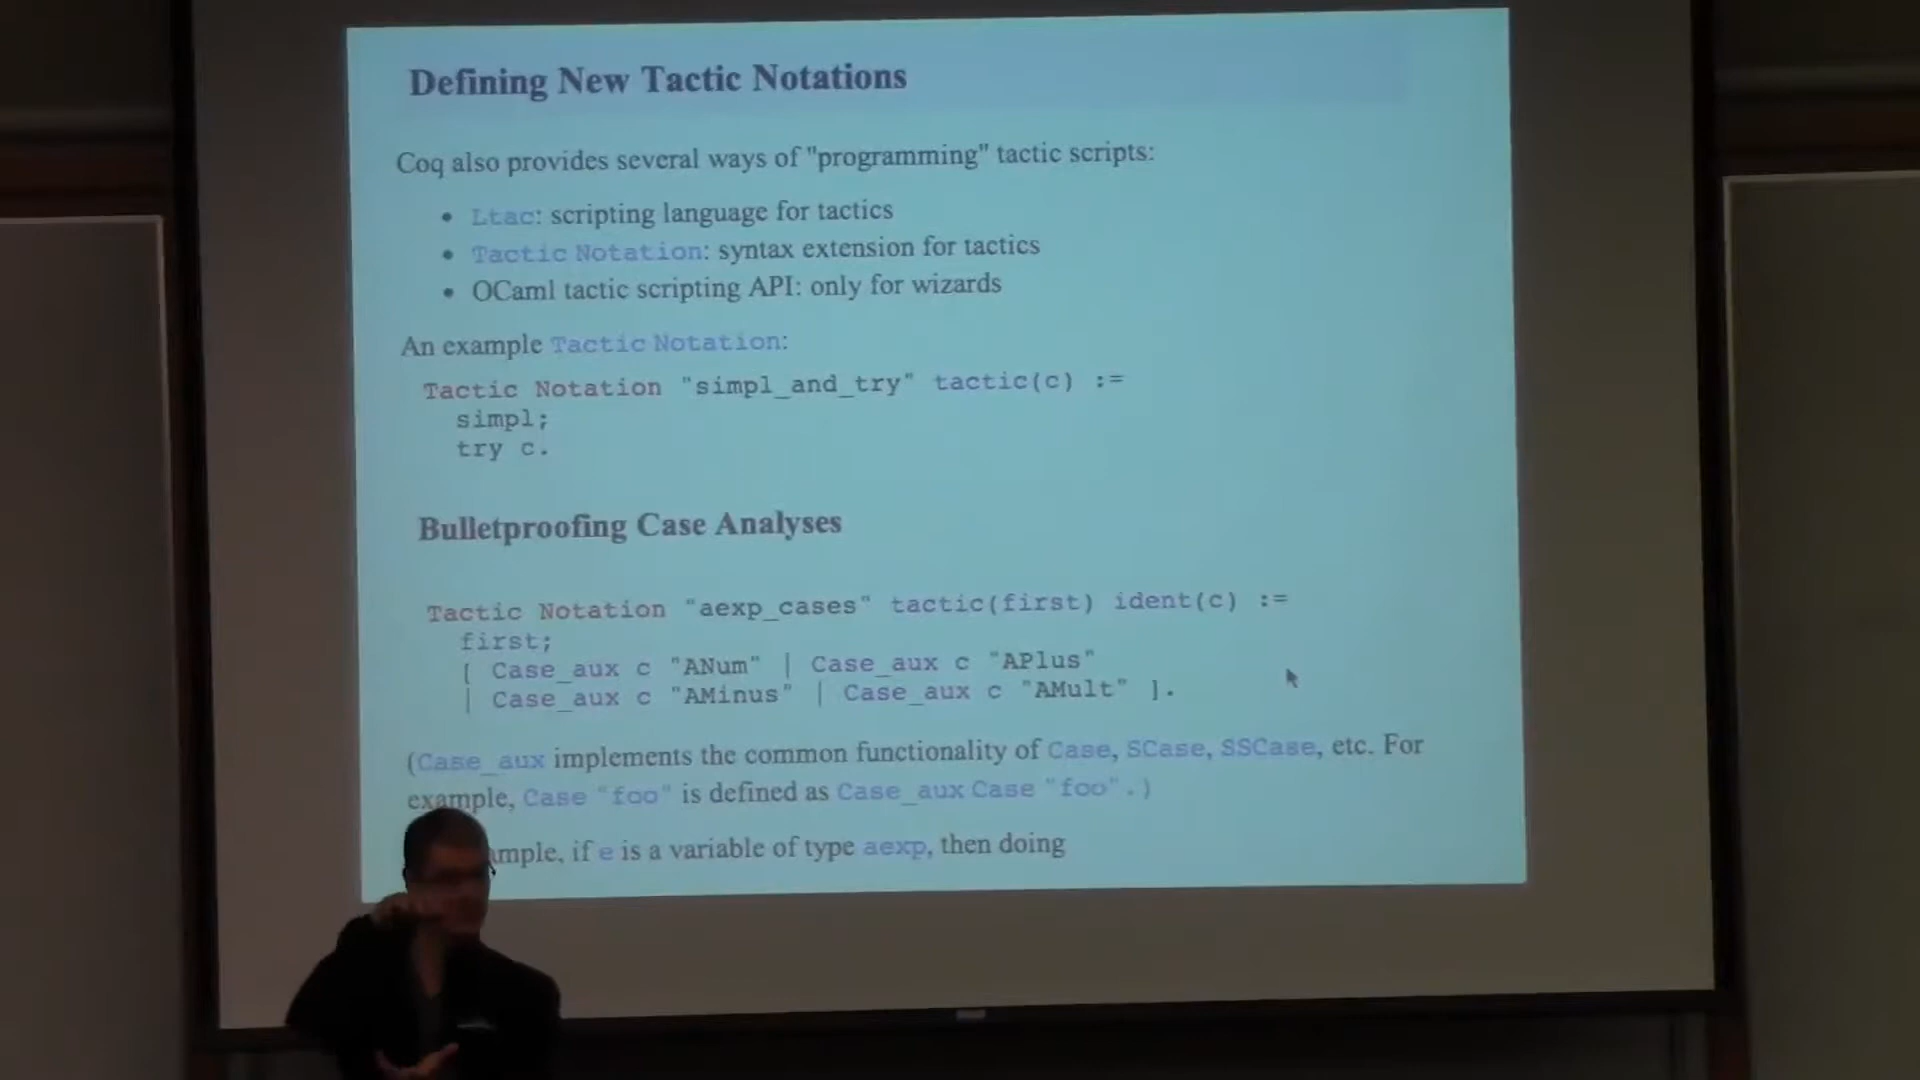 Defining New Tactic Notations
Coq also provides several ways of "programming" tactic scripts:
• Ltac: scripting language for tactics
• Tactic Notation: syntax extension for tactics
• OCaml tactic scripting API: only for wizards
An example Tactic Notation:
Tactic Notation "simpl_and_try" tactic(c) :=
simpl;
try c.
Bulletproofing Case Analyses
Tactic Notation "aexp_cases" tactic(first) ident(c) :=
first;
[ Case_aux c "ANum" | Case_aux c "APlus"
| Case_aux c "AMinus" | Case_aux c "AMult" ].
(Case_aux implements the common functionality of Case, SCase, SSCase, etc. For
example, Case "foo" is defined as Case_aux Case "foo".)
mple, if e is a variable of type aexp, then doing